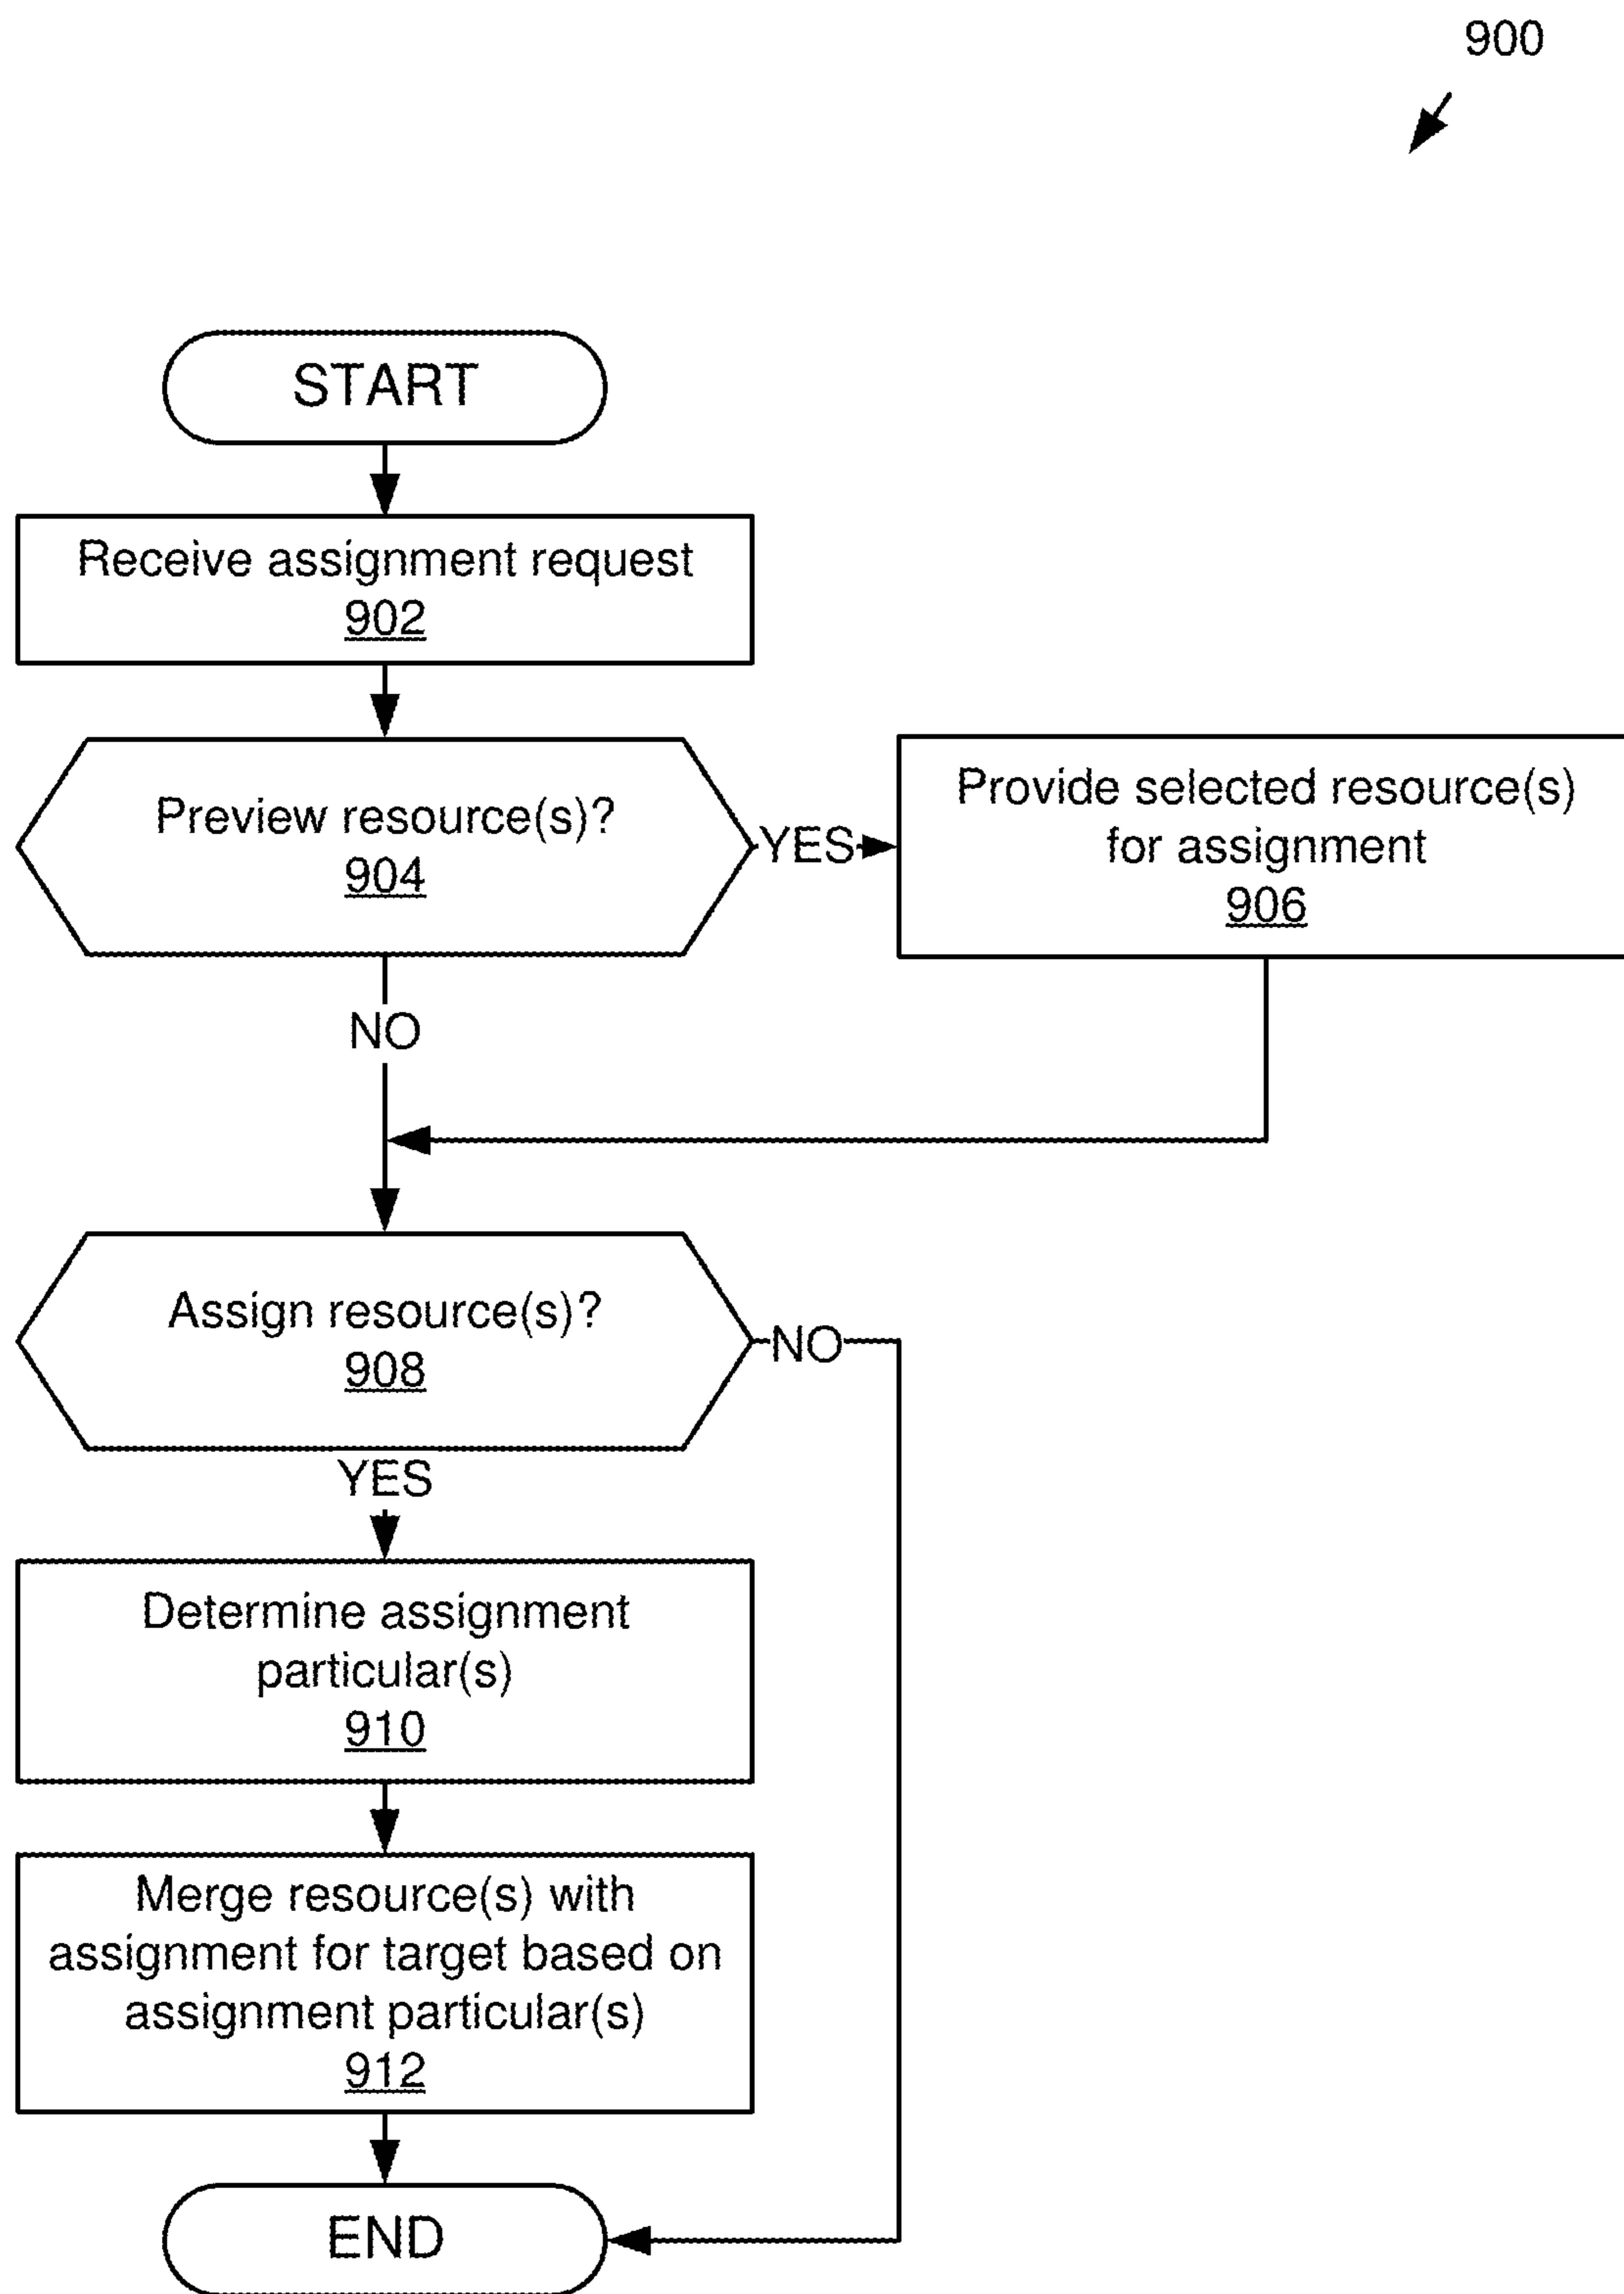 900
START
Receive assignment request
902
Preview resource(s)?
904
YES
Provide selected resource(s)
for assignment
906
NO
Assign resource(s)?
908
NO
YES
Determine assignment
particular(s)
910
Merge resource(s) with
assignment for target based on
assignment particular(s)
912
END